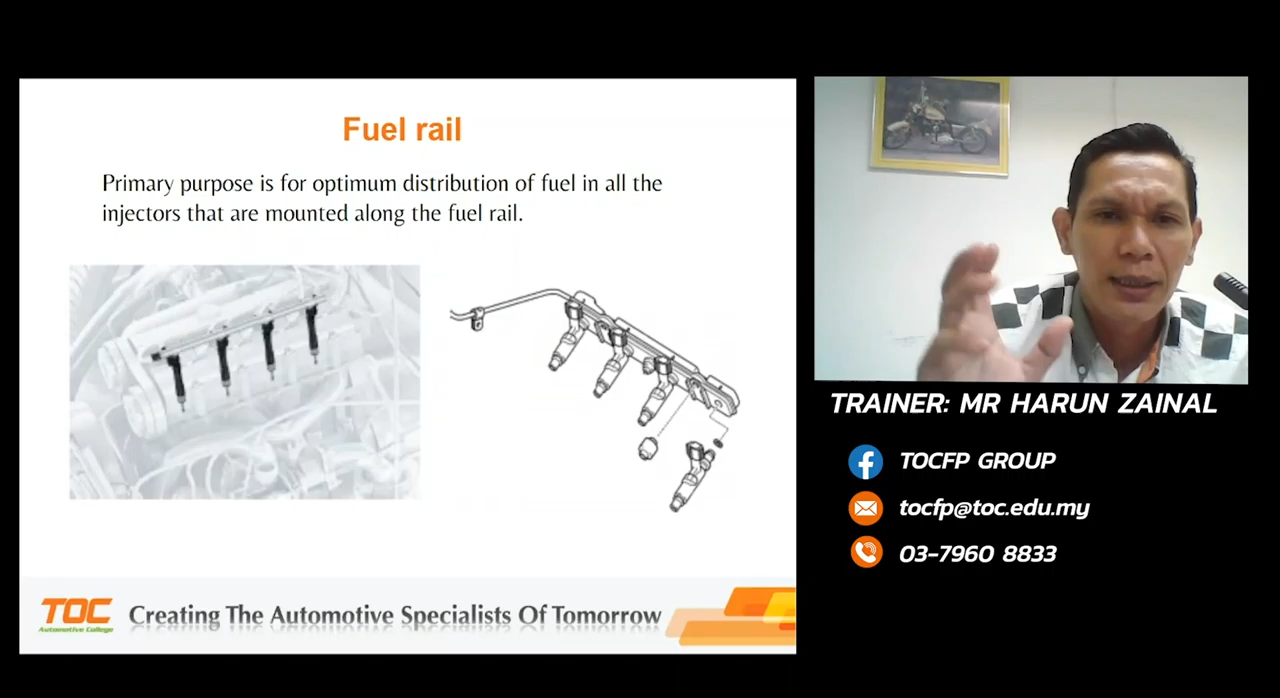 Fuel rail
Primary purpose is for optimum distribution of fuel in all the
injectors that are mounted along the fuel rail.
TOC
Automotive College
Creating The Automotive Specialists Of Tomorrow
TRAINER: MR HARUN ZAINAL
TOCFP GROUP
tocfp@toc.edu.my
03-7960 8833